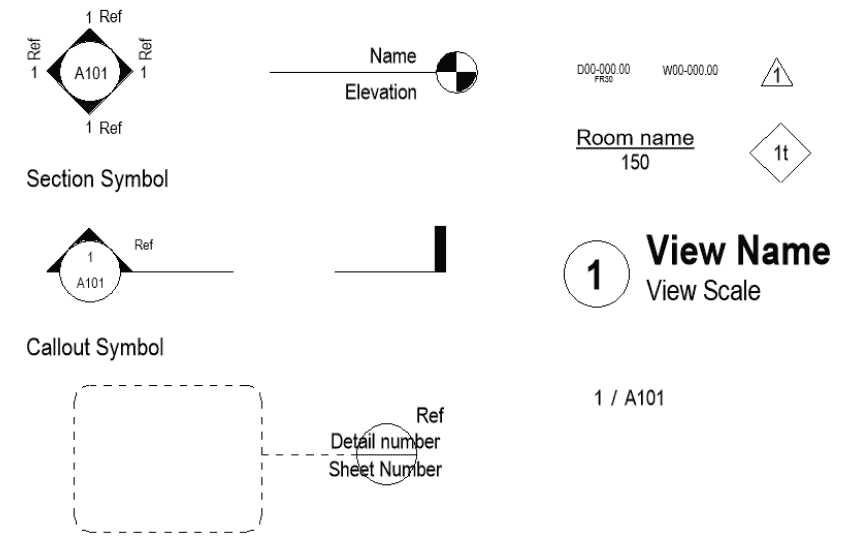 1 Ref
Ref
1
A101
Ref
1
1 Ref
Name
Elevation
D00-000.00
FR30
W00-000.00
1
Room name
150
1t
Section Symbol
1
A101
Ref
1
View Name
View Scale
Callout Symbol
Ref
Detail number
Sheet Number
1 / A101